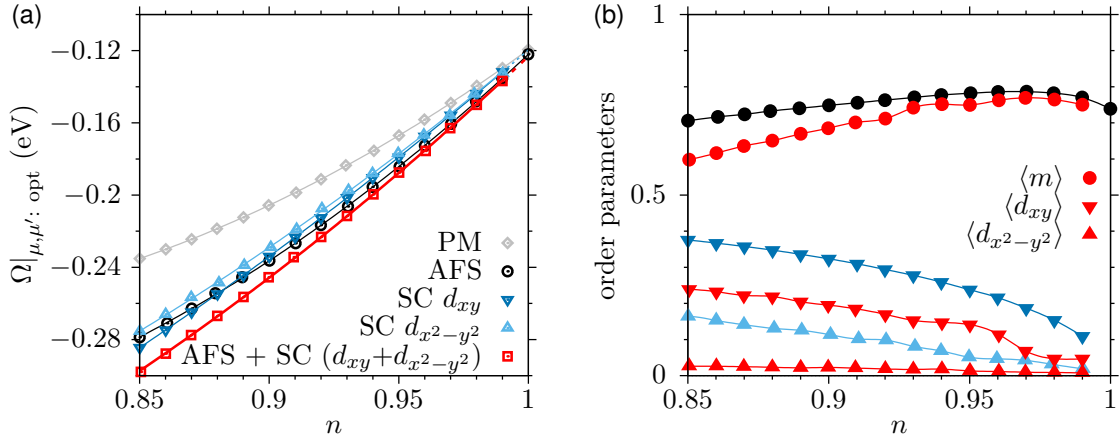 (a)
−0.12
−0.16
−0.2
−0.24
−0.28
Ω|μ,μ′: opt (eV)
PM
AFS
SC dxy
SC dx2−y2
AFS + SC (dxy+dx2−y2)
0.85
0.9
0.95
1
n
(b)
1
0.5
0
order parameters
⟨m⟩
⟨dxy⟩
⟨dx2−y2⟩
0.85
0.9
0.95
1
n